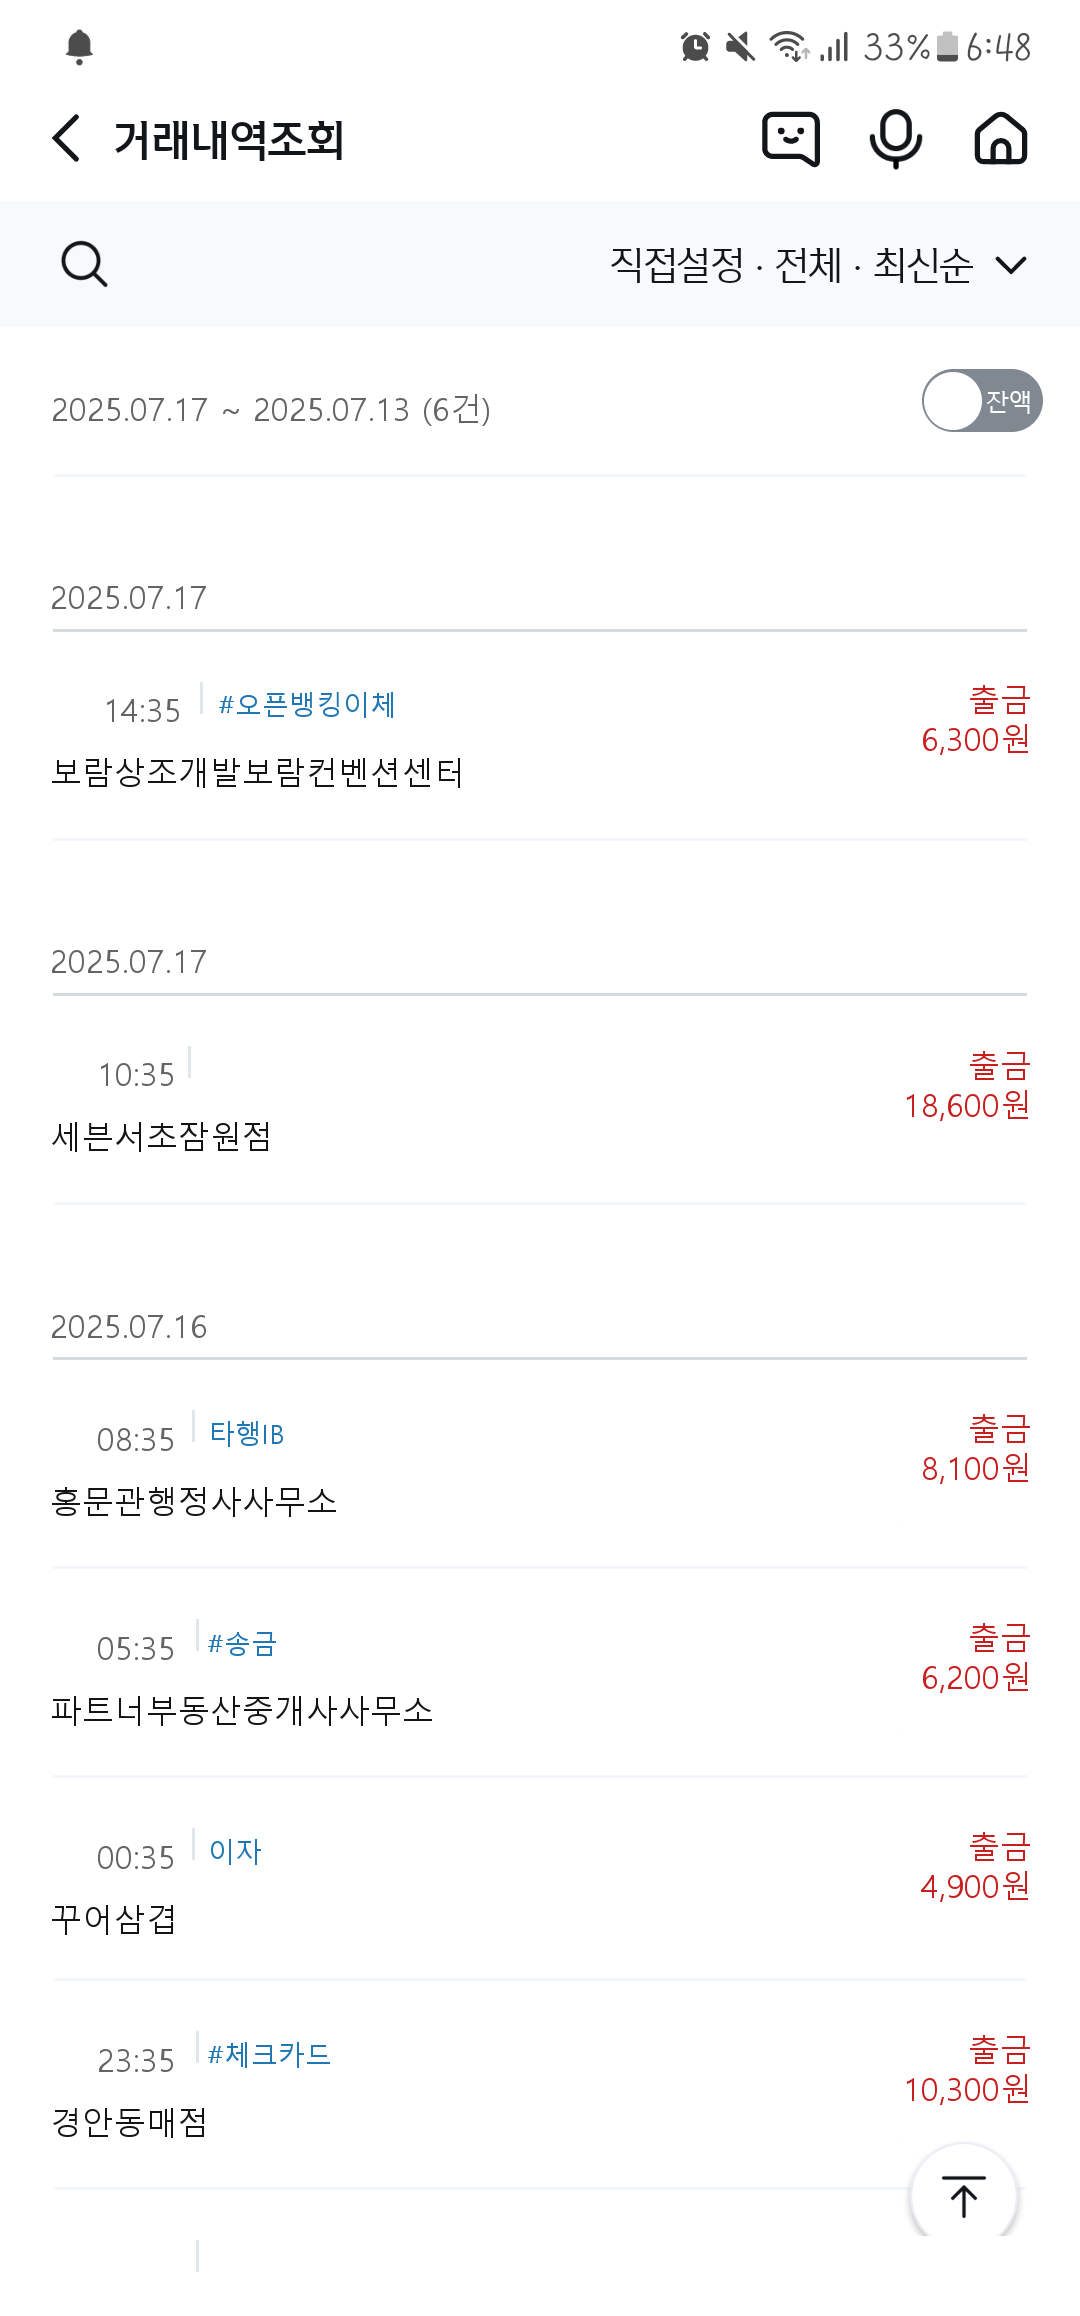 33% 6:48
거래내역조회
직접설정 · 전체 · 최신순
2025.07.17 ~ 2025.07.13 (6건)
잔액
2025.07.17
14:35 #오픈뱅킹이체
출금
6,300원
보람상조개발보람컨벤션센터
2025.07.17
10:35
출금
18,600원
세븐서초잠원점
2025.07.16
08:35 타행IB
출금
8,100원
홍문관행정사사무소
05:35 #송금
출금
6,200원
파트너부동산중개사사무소
00:35 이자
출금
4,900원
꾸어삼겹
23:35 #체크카드
출금
10,300원
경안동매점